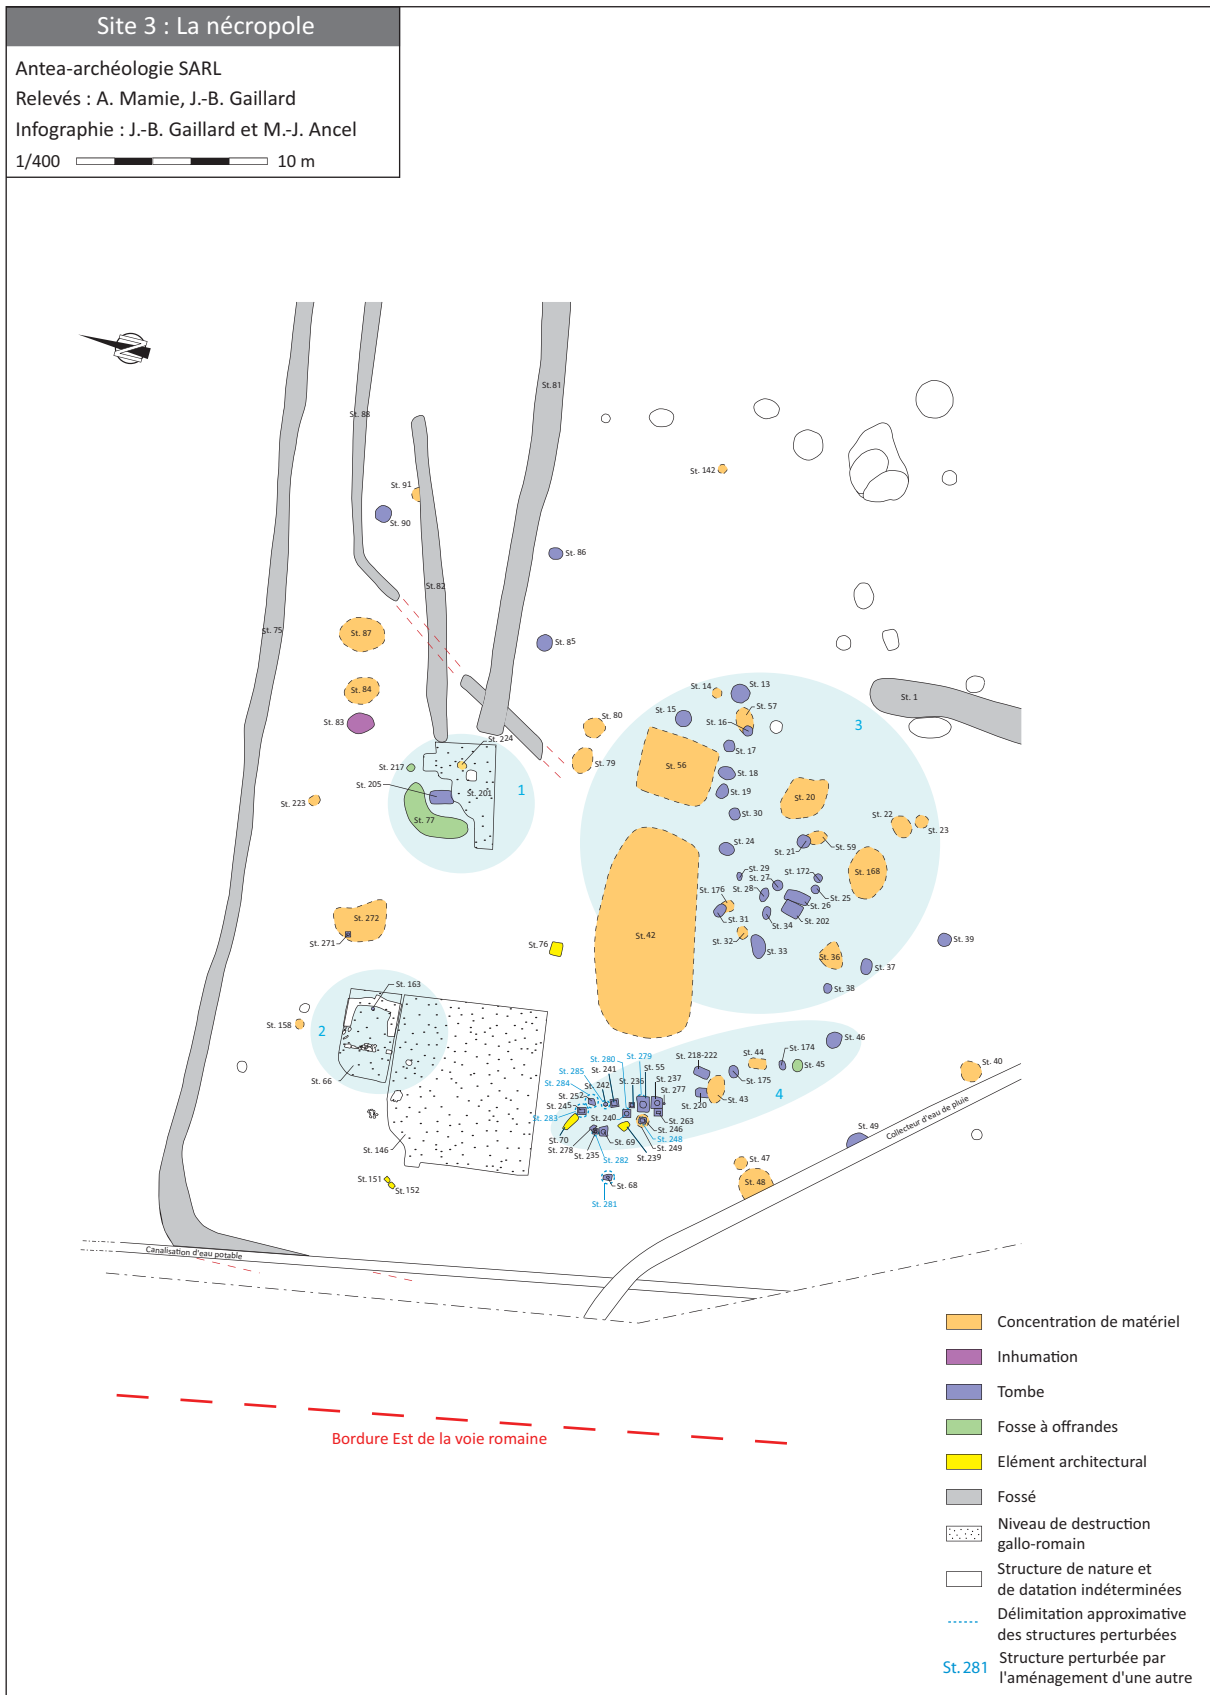 Site 3 : La nécropole
Antea-archéologie SARL
Relevés : A. Mamie, J.-B. Gaillard
Infographie : J.-B. Gaillard et M.-J. Ancel
1/400 10 m
N
St. 81
St. 88
St. 142
St. 91
St. 90
St. 86
St. 82
St. 75
St. 87
St. 85
St. 84
St. 14
St. 13
St. 1
St. 83
St. 15
St. 57
St. 80
St. 16
3
St. 224
St. 17
St. 79
St. 56
St. 217
St. 18
St. 205
St. 201
1
St. 19
St. 20
St. 223
St. 30
St. 22
St. 23
St. 77
St. 24
St. 21
St. 59
St. 29
St. 172
St. 168
St. 27
St. 28
St. 176
St. 25
St. 26
St. 272
St. 31
St. 34
St. 202
St. 42
St. 32
St. 271
St. 76
St. 33
St. 39
St. 36
St. 37
St. 163
St. 38
St. 158
2
St. 46
St. 218-222
St. 44
St. 174
St. 45
St. 279
St. 280
St. 55
St. 40
St. 285
St. 241
St. 66
St. 284
St. 242
St. 236
St. 237
St. 175
4
St. 277
St. 252
St. 245
St. 220
St. 43
St. 283
St. 240
St. 263
St. 246
St. 49
Collecteur d'eau de pluie
St. 70
St. 69
St. 248
St. 146
St. 278
St. 249
St. 235
St. 239
St. 282
St. 47
St. 151
St. 152
St. 68
St. 48
St. 281
Canalisation d'eau potable
Concentration de matériel
Inhumation
Tombe
Fosse à offrandes
Bordure Est de la voie romaine
Elément architectural
Fossé
Niveau de destruction
gallo-romain
Structure de nature et
de datation indéterminées
Délimitation approximative
des structures perturbées
St. 281 Structure perturbée par
l'aménagement d'une autre